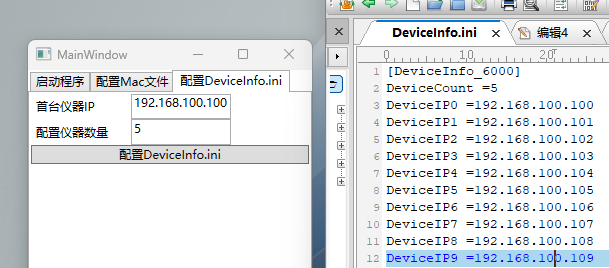 MainWindow
启动程序 配置Mac文件 配置DeviceInfo.ini
首台仪器IP 192.168.100.100
配置仪器数量 5
配置DeviceInfo.ini
DeviceInfo.ini 编辑4
0 10 20
1 [DeviceInfo_6000]
2 DeviceCount =5
3 DeviceIP0 =192.168.100.100
4 DeviceIP1 =192.168.100.101
5 DeviceIP2 =192.168.100.102
6 DeviceIP3 =192.168.100.103
7 DeviceIP4 =192.168.100.104
8 DeviceIP5 =192.168.100.105
9 DeviceIP6 =192.168.100.106
10 DeviceIP7 =192.168.100.107
11 DeviceIP8 =192.168.100.108
12 DeviceIP9 =192.168.100.109